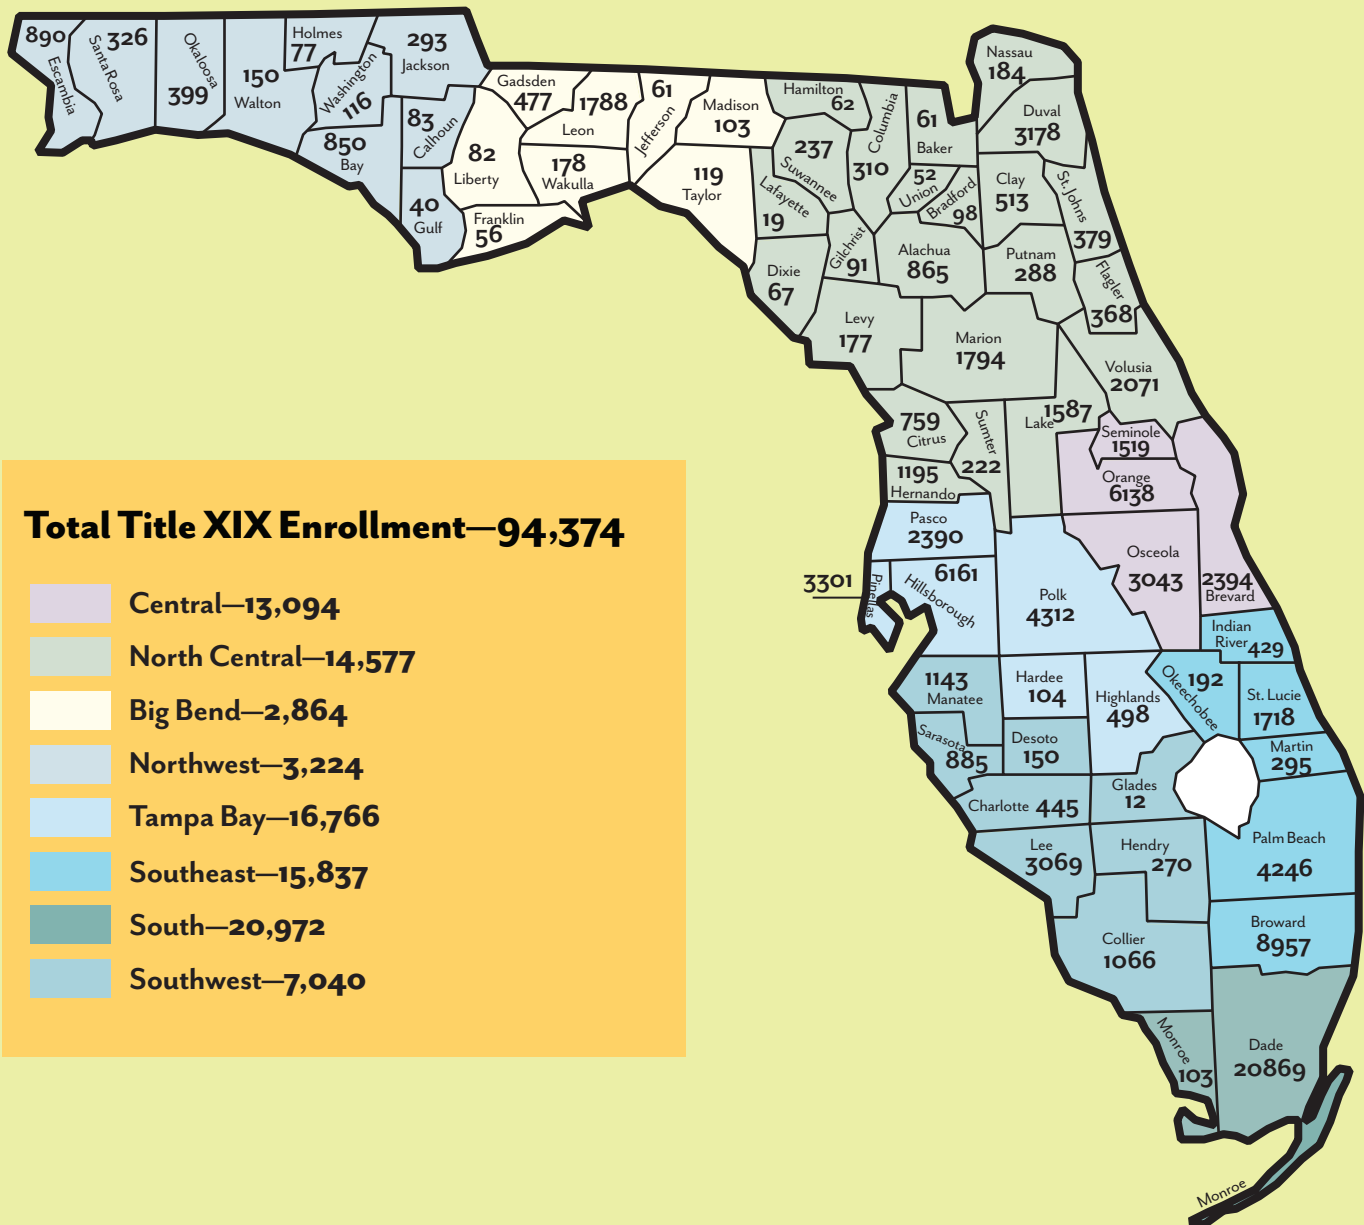 890
Escambia
326
Santa Rosa
Okaloosa
399
150
Walton
Holmes
77
Washington
116
293
Jackson
850
Bay
83
Calhoun
40
Gulf
Gadsden
477
82
Liberty
Franklin
56
1788
Leon
178
Wakulla
61
Jefferson
Madison
103
119
Taylor
Hamilton
62
237
Suwannee
Lafayette
19
Dixie
67
Columbia
310
Gilchrist
91
61
Baker
52
Union
Bradford
98
Nassau
184
Duval
3178
Clay
513
St. Johns
379
Alachua
865
Putnam
288
Flagler
368
Levy
177
Marion
1794
Volusia
2071
759
Citrus
Sumter
222
Lake
1587
Seminole
1519
1195
Hernando
Orange
6138
Pasco
2390
Osceola
3043
2394
Brevard
3301
Pinellas
6161
Hillsborough
Polk
4312
Indian
River 429
1143
Manatee
Hardee
104
Highlands
498
192
Okeechobee
St. Lucie
1718
Sarasota
885
Desoto
150
Martin
295
Charlotte 445
Glades
12
Lee
3069
Hendry
270
Palm Beach
4246
Collier
1066
Broward
8957
Monroe
103
Dade
20869
Monroe
Total Title XIX Enrollment—94,374
Central—13,094
North Central—14,577
Big Bend—2,864
Northwest—3,224
Tampa Bay—16,766
Southeast—15,837
South—20,972
Southwest—7,040